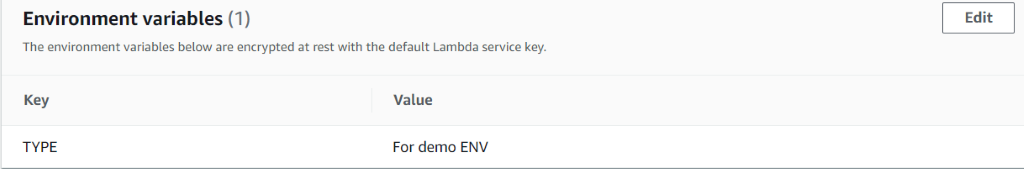 Environment variables (1)
Edit
The environment variables below are encrypted at rest with the default Lambda service key.
Key Value
TYPE For demo ENV